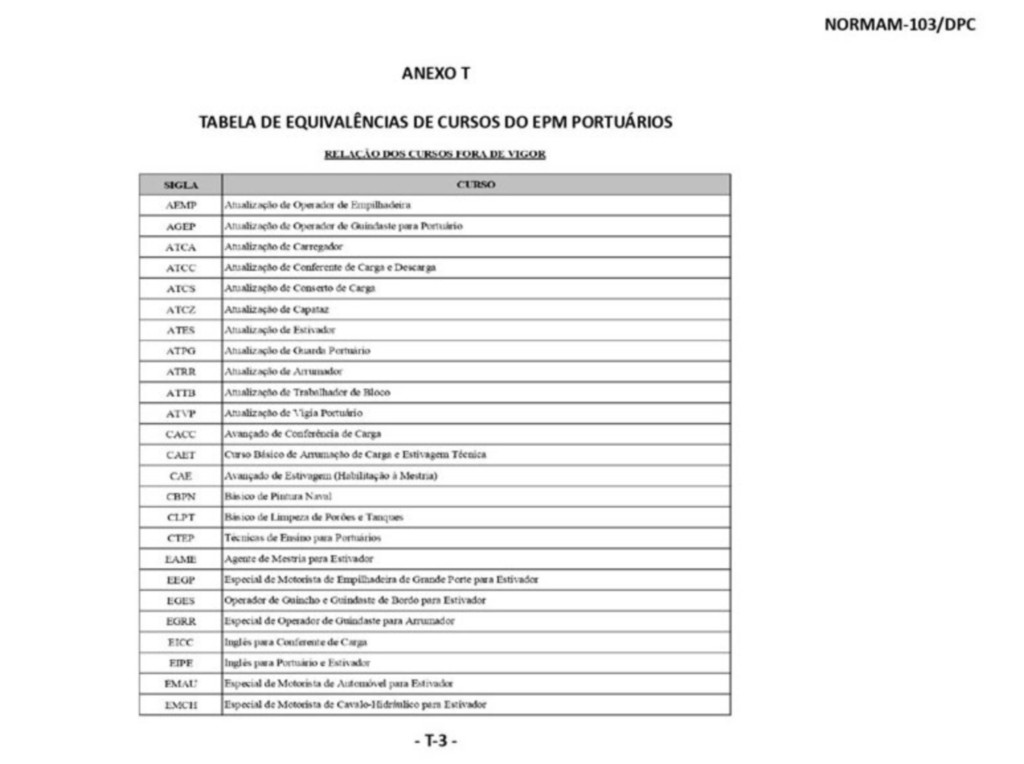 NORMAM-103/DPC
ANEXO T
TABELA DE EQUIVALÊNCIAS DE CURSOS DO EPM PORTUÁRIOS
RELAÇÃO DOS CURSOS FORA DE VIGOR
SIGLA CURSO
AEMP Atualização de Operador de Empilhadeira
AGEP Atualização de Operador de Guindaste para Portuário
ATCA Atualização de Carregador
ATCC Atualização de Conferente de Carga e Descarga
ATCS Atualização de Conserto de Carga
ATCZ Atualização de Capataz
ATES Atualização de Estivador
ATPG Atualização de Guarda Portuário
ATRR Atualização de Arrumador
ATTB Atualização de Trabalhador de Bloco
ATVP Atualização de Vigia Portuário
CACC Avançado de Conferência de Carga
CAET Curso Básico de Arrumação de Carga e Estivagem Técnica
CAE Avançado de Estivagem (Habilitação à Mestria)
CBPN Básico de Pintura Naval
CLPT Básico de Limpeza de Porões e Tanques
CTEP Técnicas de Ensino para Portuários
EAME Agente de Mestria para Estivador
EEGP Especial de Motorista de Empilhadeira de Grande Porte para Estivador
EGES Operador de Guincho e Guindaste de Bordo para Estivador
EGRR Especial de Operador de Guindaste para Arrumador
EICC Inglês para Conferente de Carga
EIPE Inglês para Portuário e Estivador
EMAU Especial de Motorista de Automóvel para Estivador
EMCH Especial de Motorista de Cavalo-Hidráulico para Estivador
- T-3 -